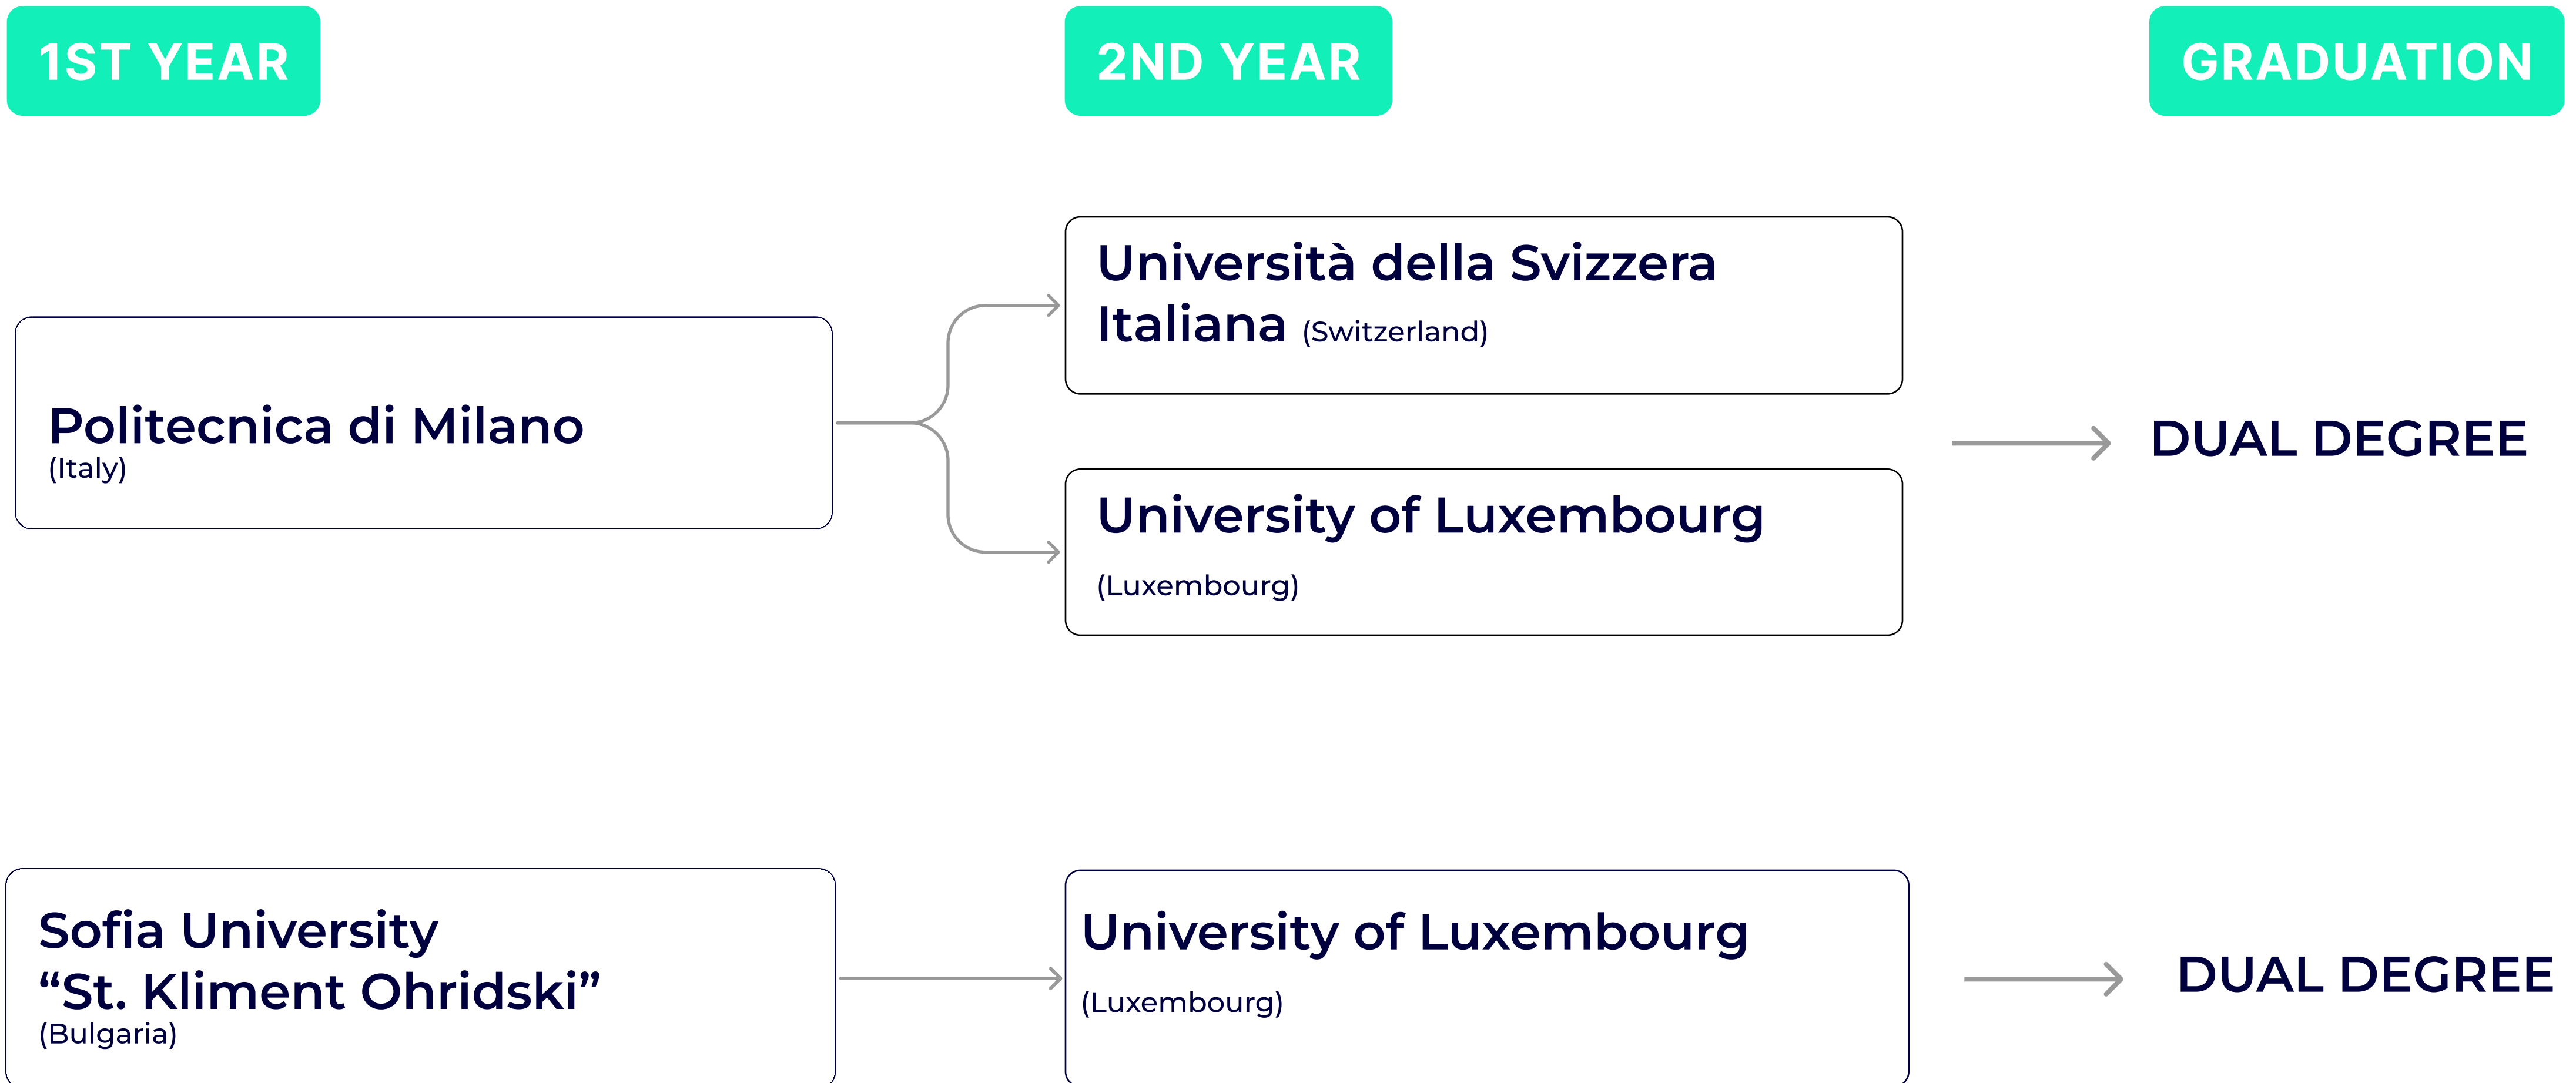 1ST YEAR
2ND YEAR
GRADUATION
Politecnica di Milano
(Italy)
Università della Svizzera
Italiana (Switzerland)
University of Luxembourg
(Luxembourg)
DUAL DEGREE
Sofia University
“St. Kliment Ohridski”
(Bulgaria)
University of Luxembourg
(Luxembourg)
DUAL DEGREE